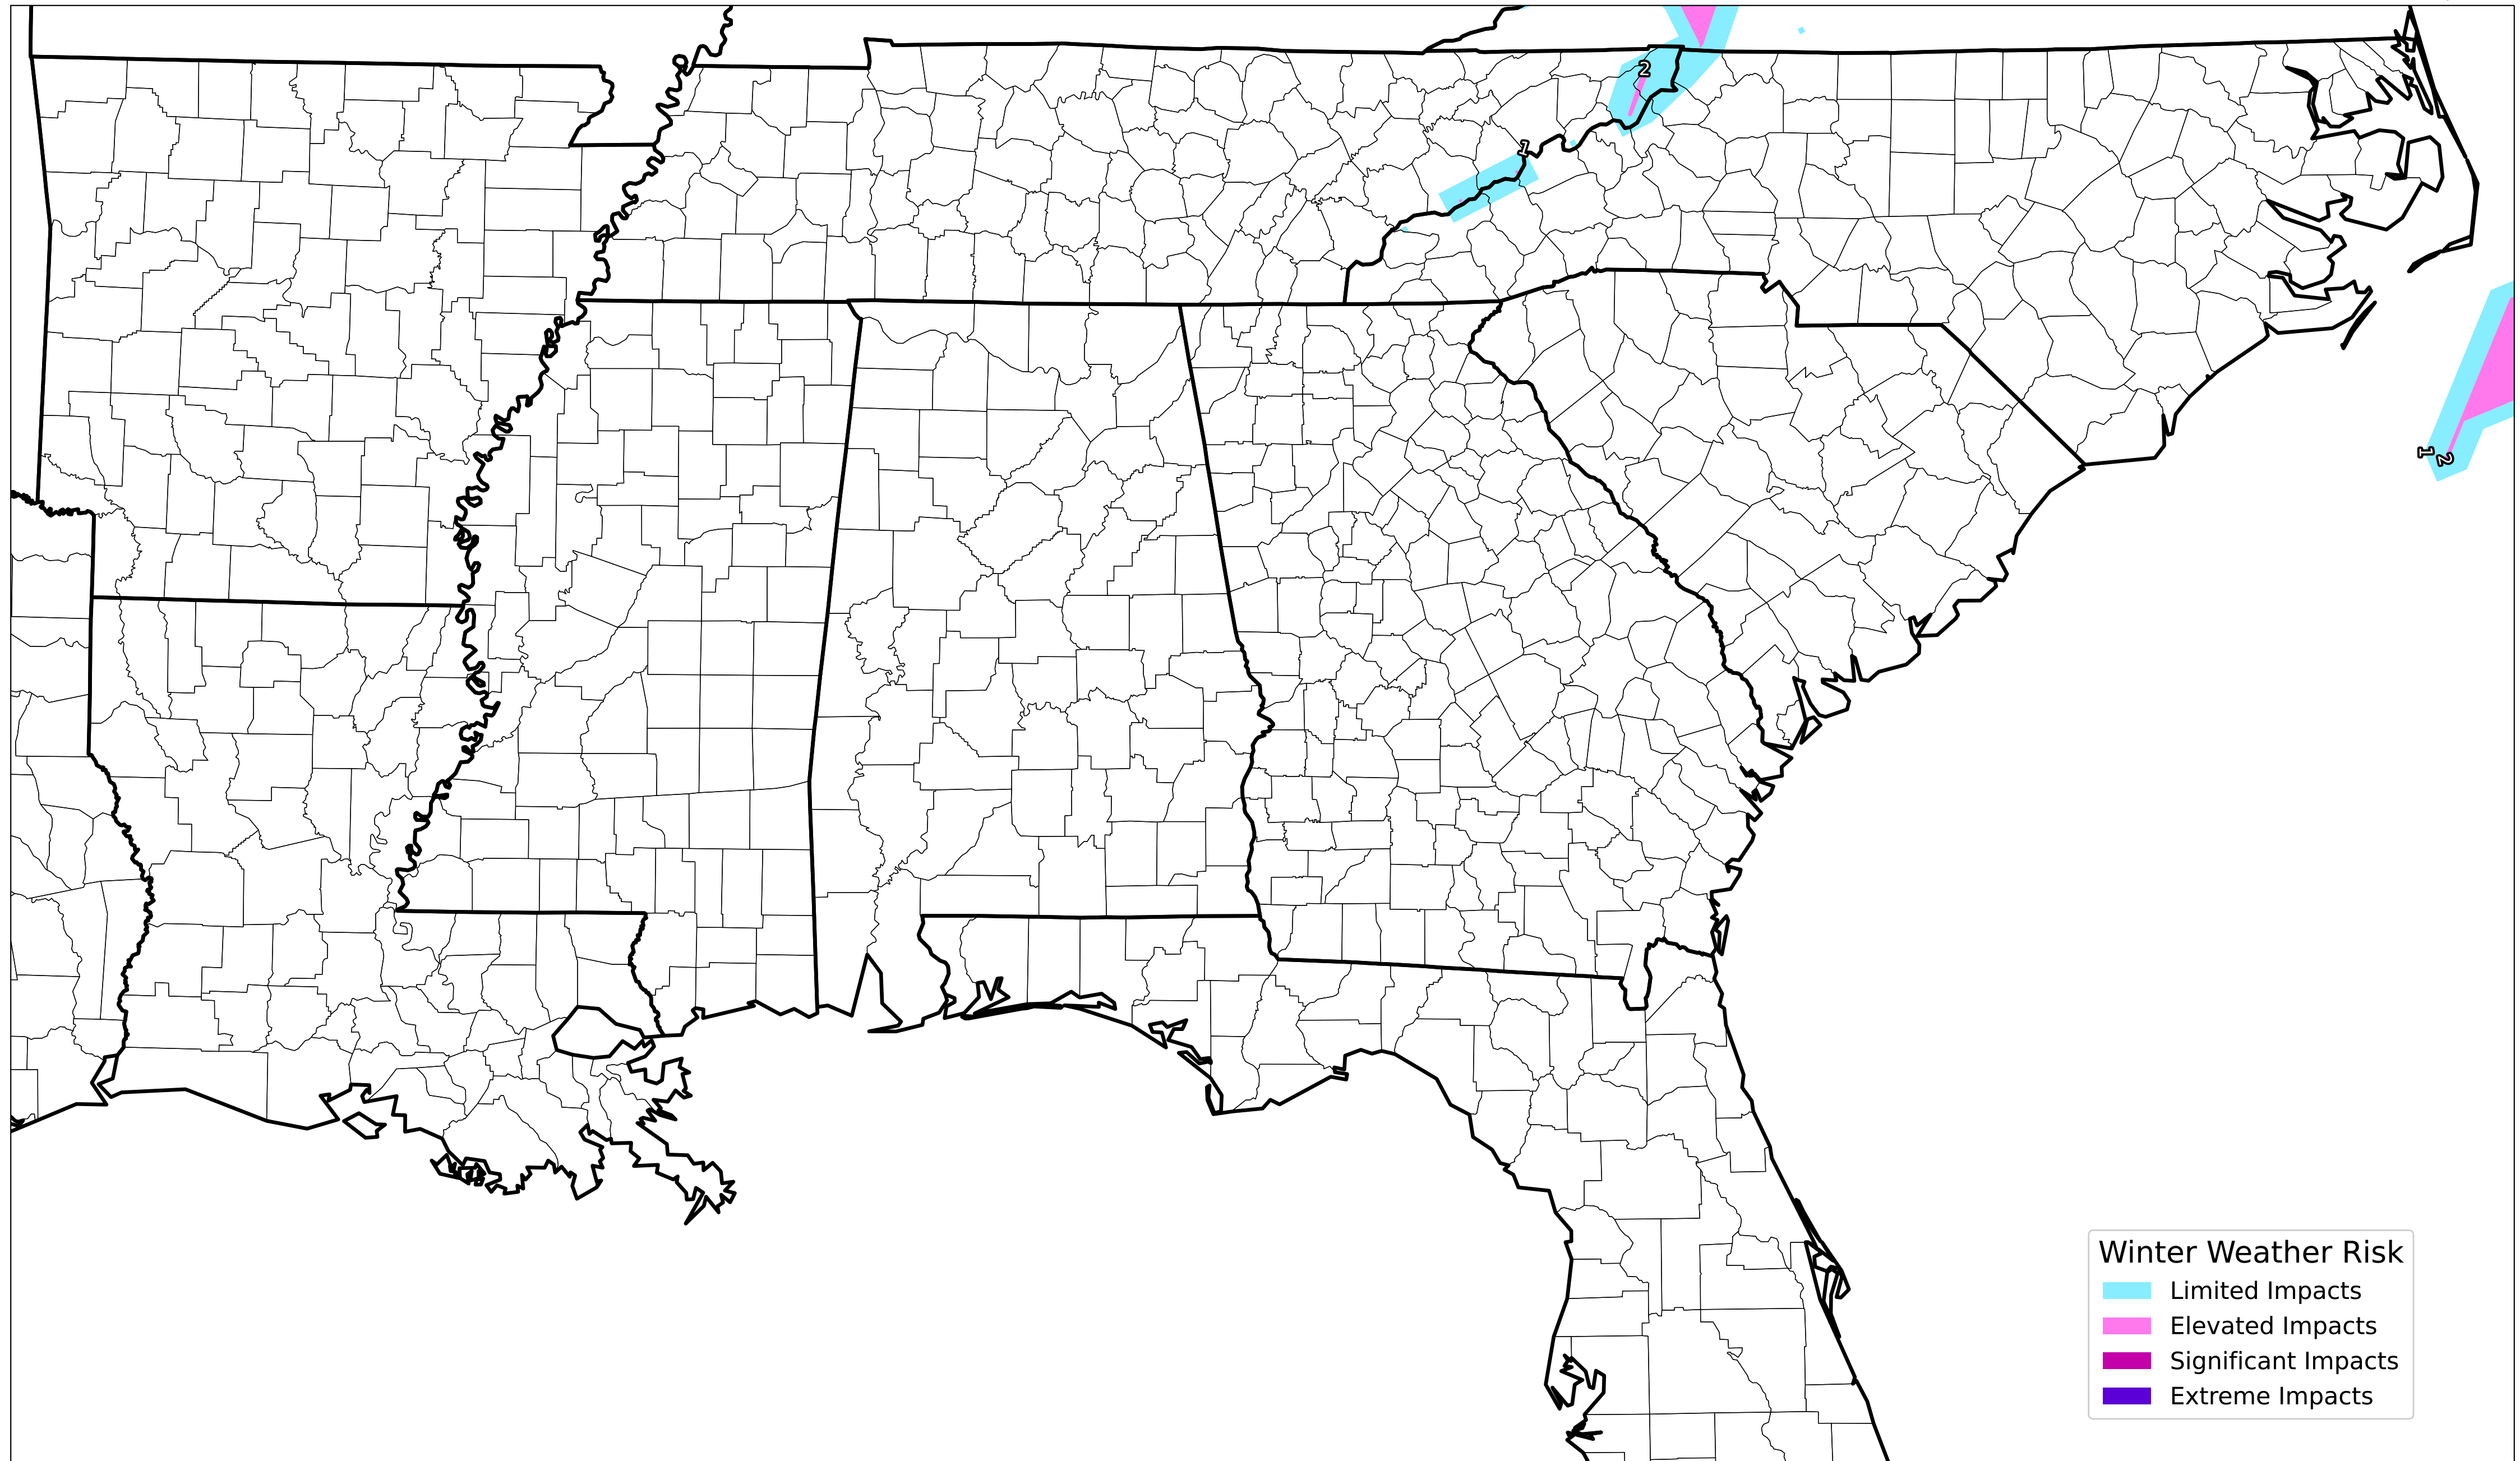 2
1
1
2
Winter Weather Risk
Limited Impacts
Elevated Impacts
Significant Impacts
Extreme Impacts